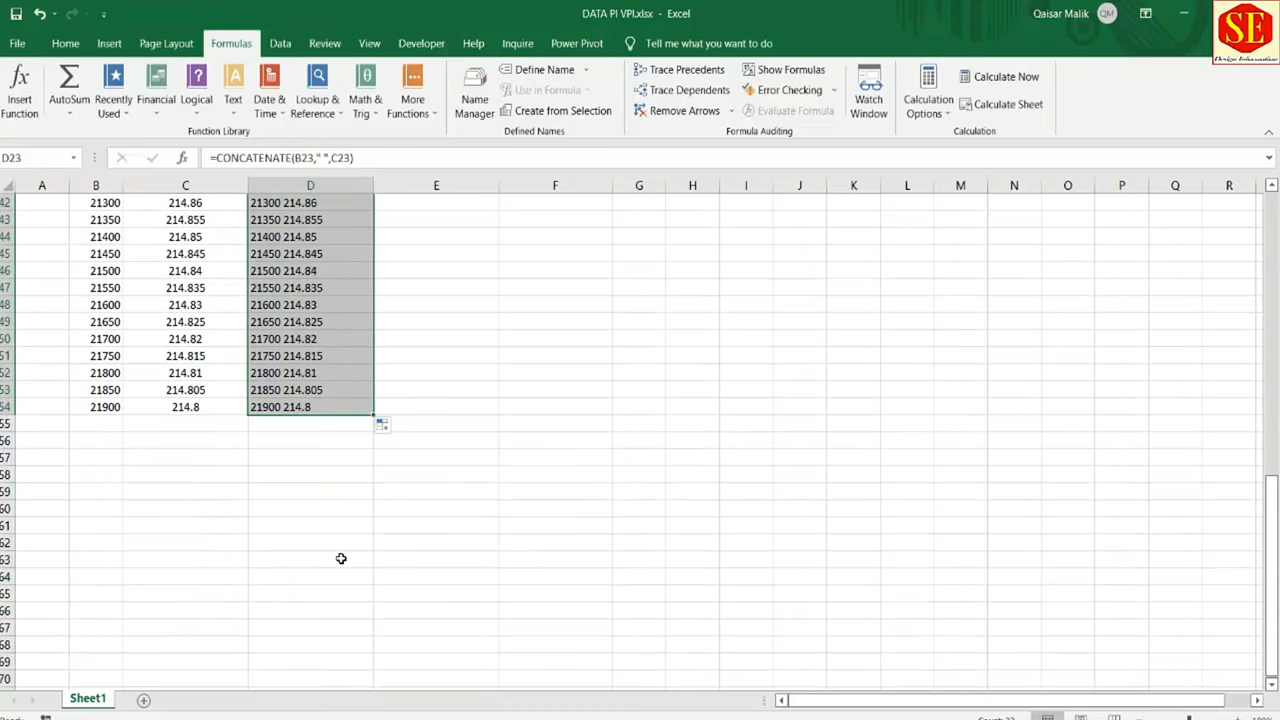 DATA PI VPI.xlsx - Excel
Qaisar Malik QM
SE
Design Information
File Home Insert Page Layout Formulas Data Review View Developer Help Inquire Power Pivot Tell me what you want to do
fx Insert Function
Σ AutoSum
Recently Used
Financial
Logical
? Text
A Date & Time
Lookup & Reference
θ Math & Trig
More Functions
Function Library
Name Manager
Define Name
Use in Formula
Create from Selection
Defined Names
Trace Precedents
Trace Dependents
Remove Arrows
Show Formulas
Error Checking
Evaluate Formula
Formula Auditing
Watch Window
Calculation Options
Calculate Now
Calculate Sheet
Calculation
D23 fx =CONCATENATE(B23," ",C23)
A B C D E F G H I J K L M N O P Q R
42 21300 214.86 21300 214.86
43 21350 214.855 21350 214.855
44 21400 214.85 21400 214.85
45 21450 214.845 21450 214.845
46 21500 214.84 21500 214.84
47 21550 214.835 21550 214.835
48 21600 214.83 21600 214.83
49 21650 214.825 21650 214.825
50 21700 214.82 21700 214.82
51 21750 214.815 21750 214.815
52 21800 214.81 21800 214.81
53 21850 214.805 21850 214.805
54 21900 214.8 21900 214.8
55
56
57
58
59
60
61
62
63
64
65
66
67
68
69
70
Sheet1